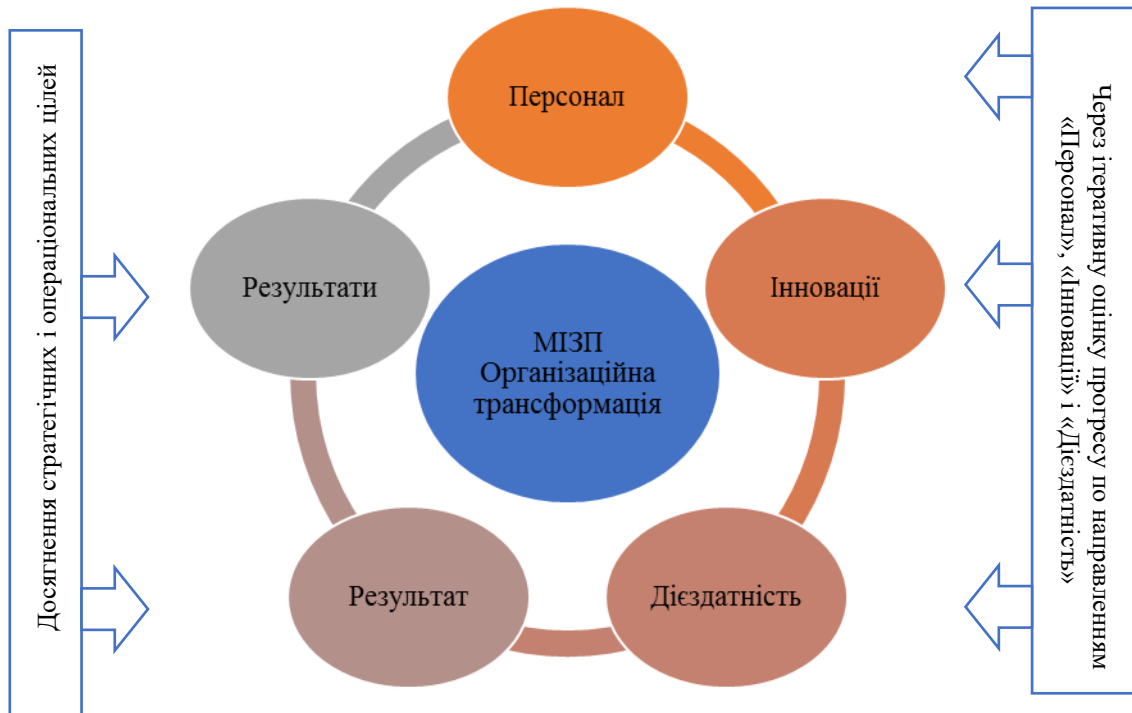 Досягнення стратегічних і операціональних цілей
Персонал
Результати
Інновації
МІЗП
Організаційна
трансформація
Результат
Дієздатність
Через ітеративну оцінку прогресу по направленням
«Персонал», «Інновації» і «Дієздатність»